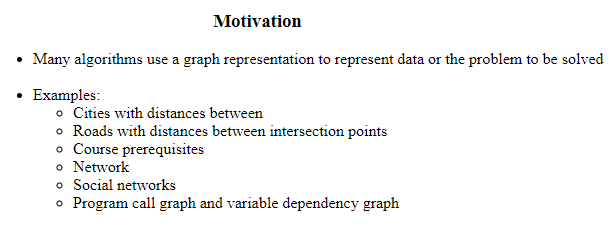 Motivation
• Many algorithms use a graph representation to represent data or the problem to be solved
• Examples:
◦ Cities with distances between
◦ Roads with distances between intersection points
◦ Course prerequisites
◦ Network
◦ Social networks
◦ Program call graph and variable dependency graph